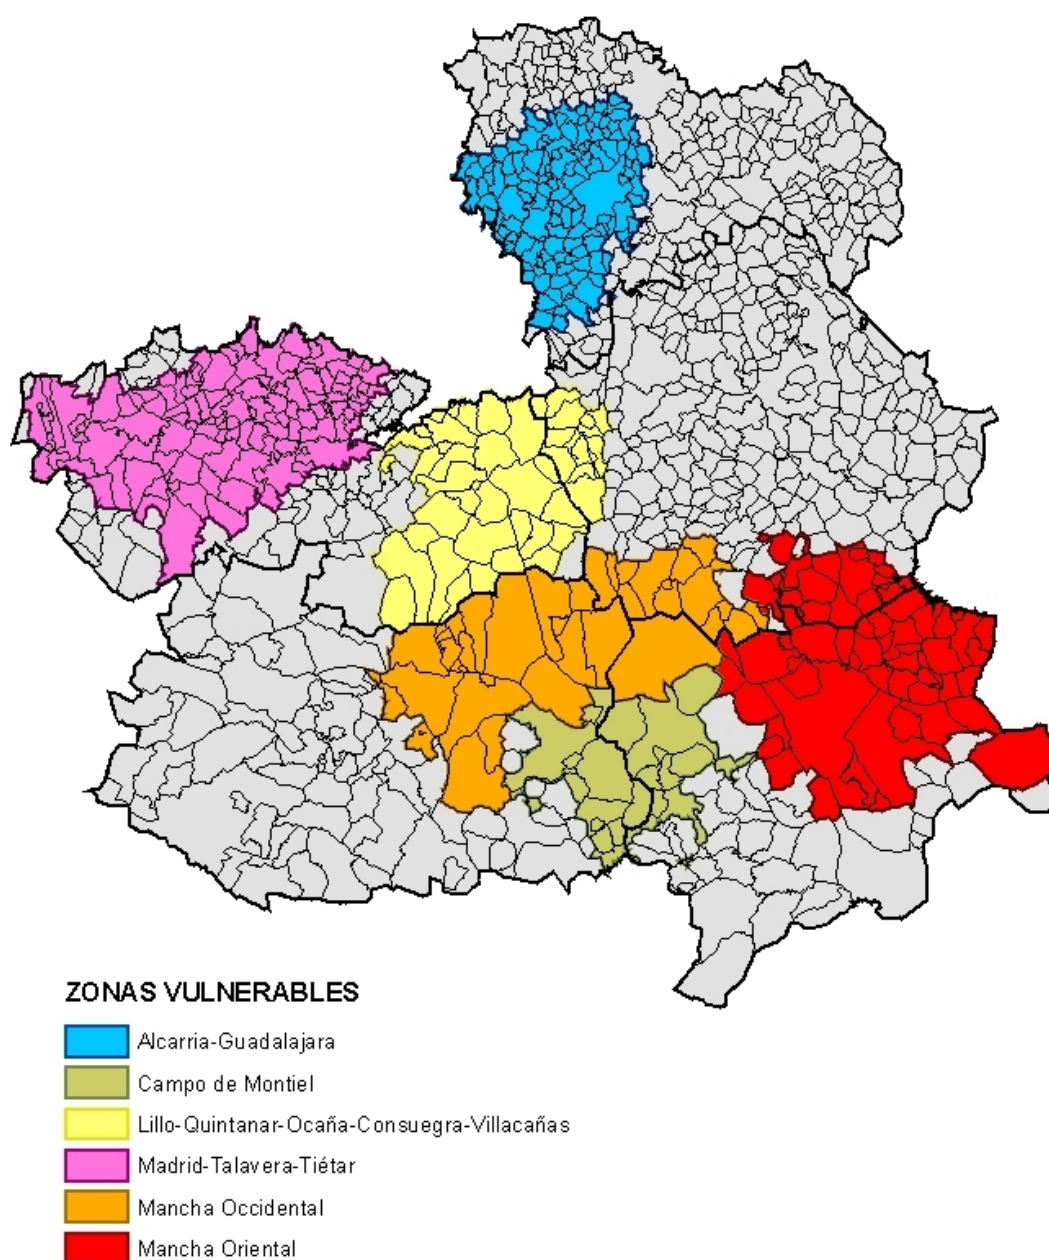 ZONAS VULNERABLES
Alcarria-Guadalajara
Campo de Montiel
Lillo-Quintanar-Ocaña-Consuegra-Villacañas
Madrid-Talavera-Tiétar
Mancha Occidental
Mancha Oriental